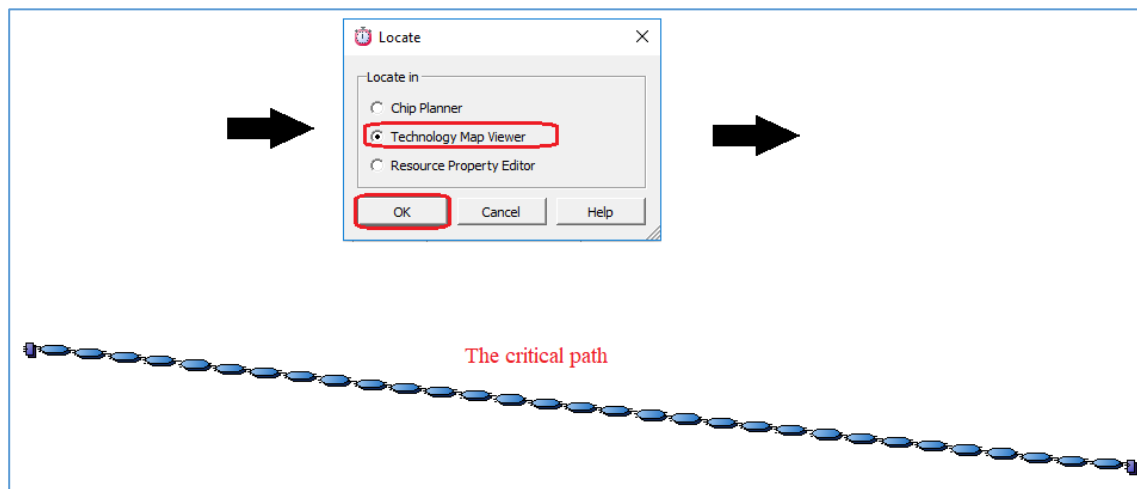 Locate
Locate in
Chip Planner
Technology Map Viewer
Resource Property Editor
OK Cancel Help
The critical path